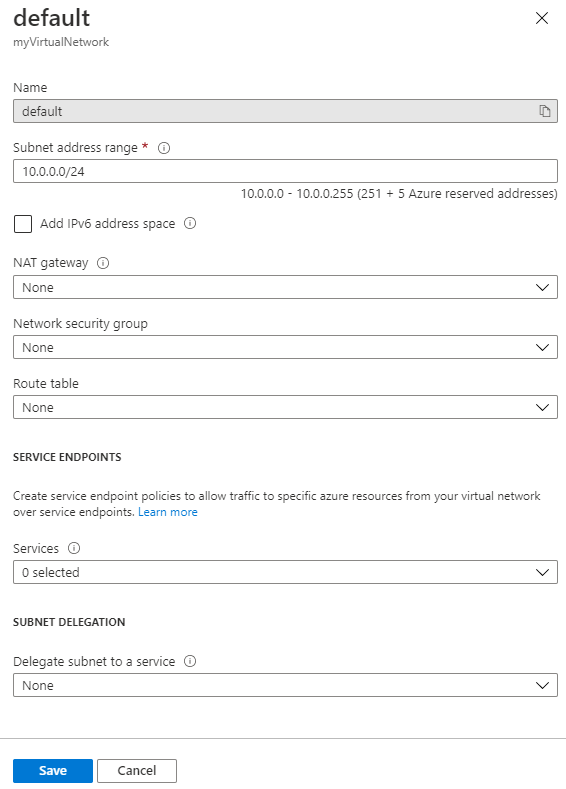 default
myVirtualNetwork
Name
default
Subnet address range *
10.0.0.0/24
10.0.0.0 - 10.0.0.255 (251 + 5 Azure reserved addresses)
Add IPv6 address space
NAT gateway
None
Network security group
None
Route table
None
SERVICE ENDPOINTS
Create service endpoint policies to allow traffic to specific azure resources from your virtual network
over service endpoints. Learn more
Services
0 selected
SUBNET DELEGATION
Delegate subnet to a service
None
Save Cancel